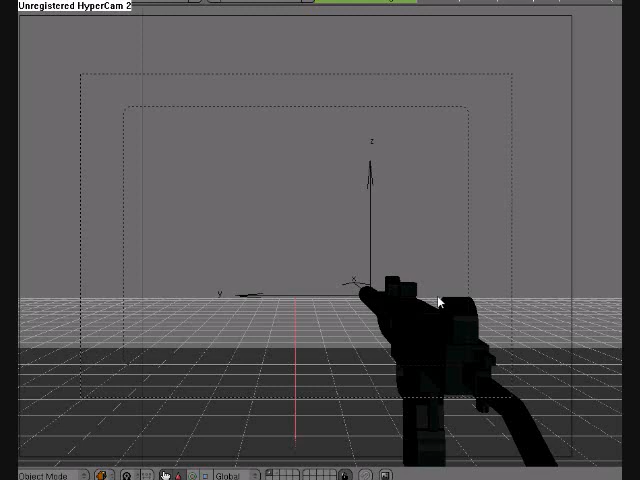 Unregistered HyperCam 2
z
x
y
Object Mode
Global